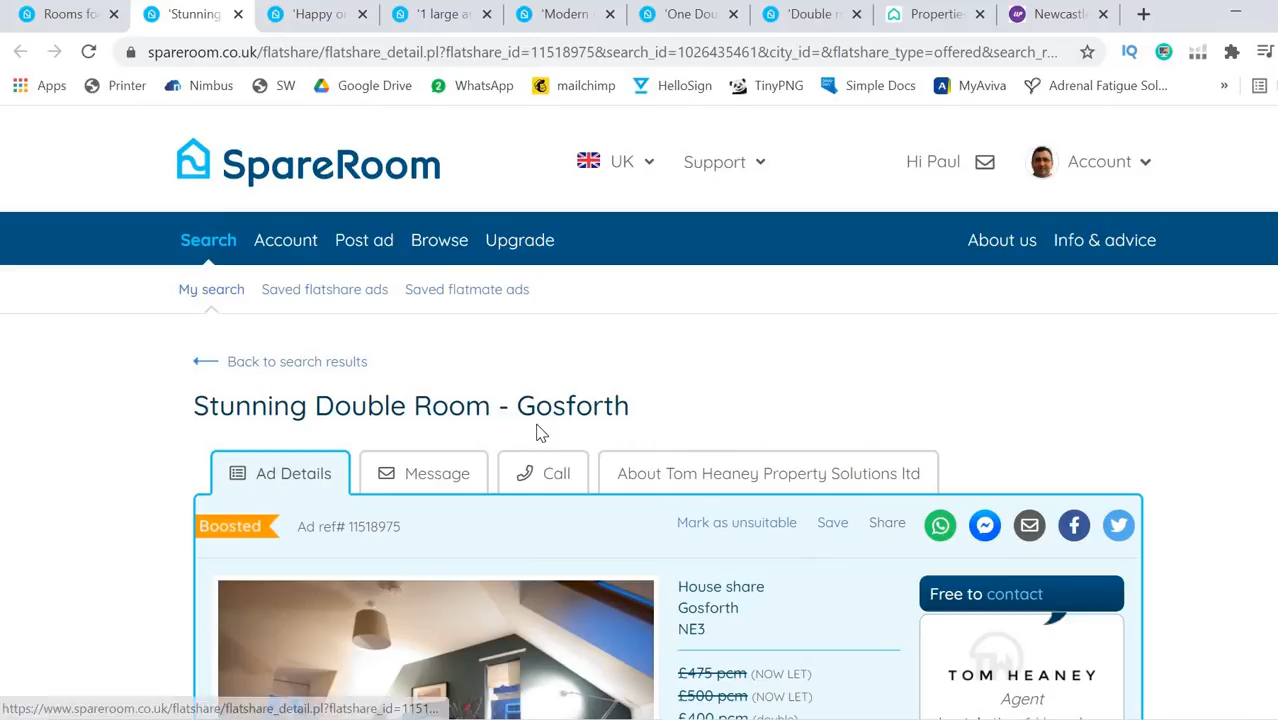 Rooms fo
'Stunning
'Happy or
'1 large a
'Modern
'One Dou
'Double r
Propertie
Newcastl
spareroom.co.uk/flatshare/flatshare_detail.pl?flatshare_id=11518975&search_id=1026435461&city_id=&flatshare_type=offered&search_r...
Apps Printer Nimbus SW Google Drive 2 WhatsApp mailchimp HelloSign TinyPNG Simple Docs MyAviva Adrenal Fatigue Sol... »
SpareRoom UK Support Hi Paul Account
Search Account Post ad Browse Upgrade About us Info & advice
My search Saved flatshare ads Saved flatmate ads
Back to search results
Stunning Double Room - Gosforth
Ad Details Message Call About Tom Heaney Property Solutions ltd
Boosted Ad ref# 11518975 Mark as unsuitable Save Share
House share
Gosforth
NE3
£475 pcm (NOW LET)
£500 pcm (NOW LET)
£400 pcm (double)
Free to contact
TOM HEANEY
Agent
https://www.spareroom.co.uk/flatshare/flatshare_detail.pl?flatshare_id=1151...